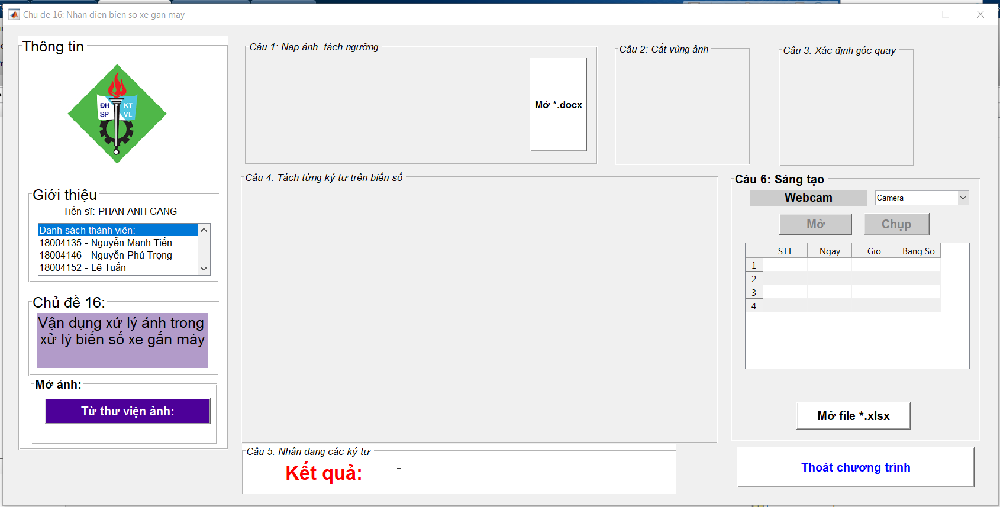 Chu de 16: Nhan dien bien so xe gan may
Thông tin
ĐH KT
SP VL
Giới thiệu
Tiến sĩ: PHAN ANH CANG
Danh sách thành viên:
18004135 - Nguyễn Mạnh Tiến
18004146 - Nguyễn Phú Trọng
18004152 - Lê Tuấn
Chủ đề 16:
Vận dụng xử lý ảnh trong
xử lý biển số xe gắn máy
Mở ảnh:
Từ thư viện ảnh:
Câu 1: Nạp ảnh. tách ngưỡng
Mở *.docx
Câu 2: Cắt vùng ảnh
Câu 3: Xác định góc quay
Câu 4: Tách từng ký tự trên biển số
Câu 5: Nhận dạng các ký tự
Kết quả:
Câu 6: Sáng tạo
Webcam Camera
Mở Chụp
STT Ngay Gio Bang So
1
2
3
4
Mở file *.xlsx
Thoát chương trình